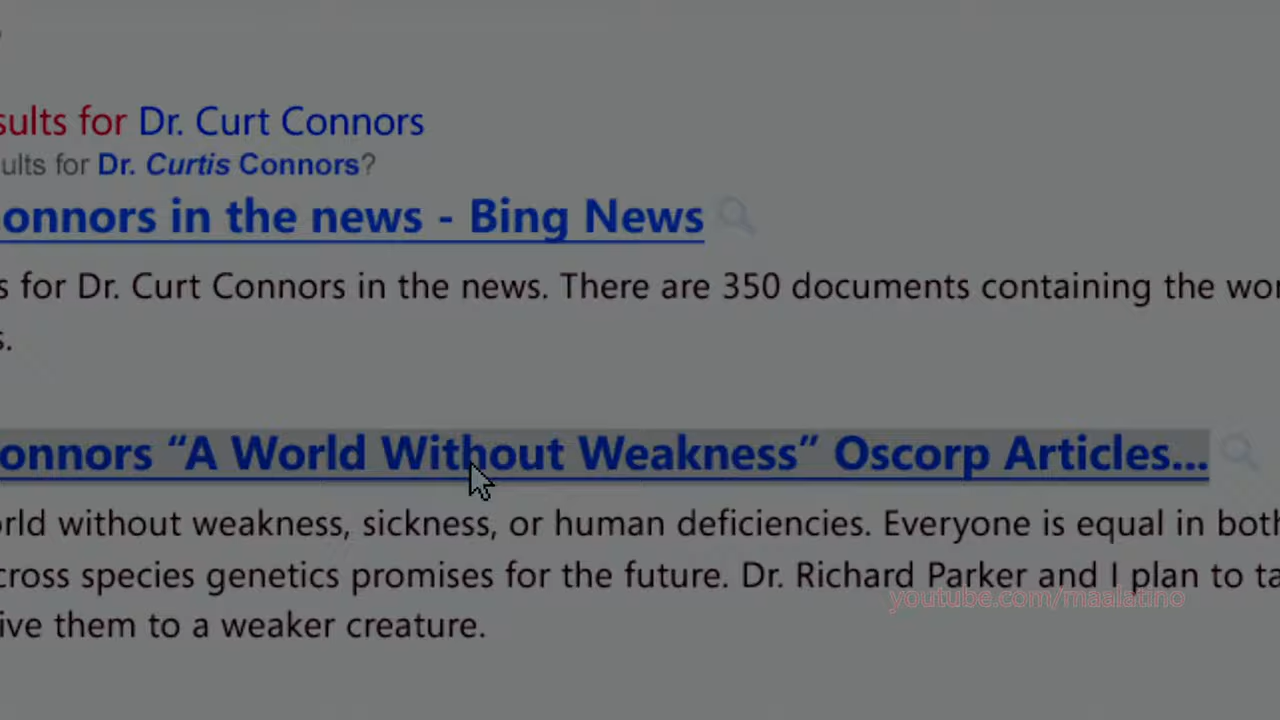 sults for Dr. Curt Connors
ults for Dr. Curtis Connors?
onnors in the news - Bing News
s for Dr. Curt Connors in the news. There are 350 documents containing the wor
s.
onnors “A World Without Weakness” Oscorp Articles...
orld without weakness, sickness, or human deficiencies. Everyone is equal in both
cross species genetics promises for the future. Dr. Richard Parker and I plan to ta
youtube.com/maalatino
ive them to a weaker creature.